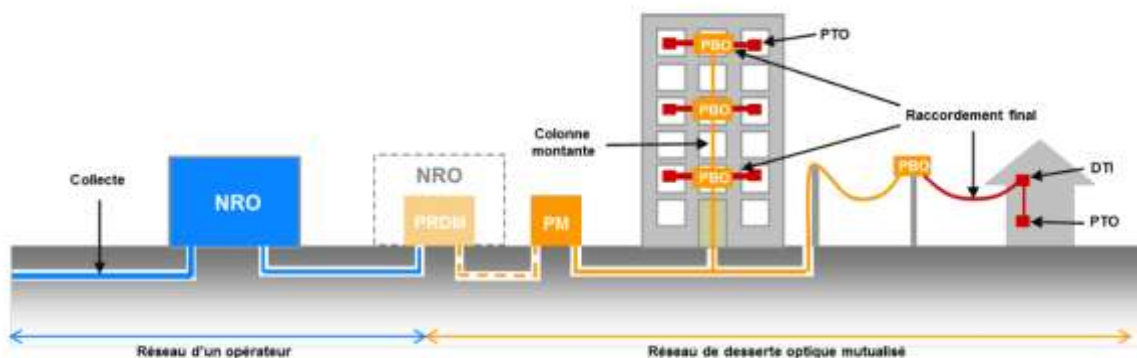 PBO
PTO
PBO
Raccordement final
Colonne
montante
Collecte
NRO
NRO
PBO
PBO
DTI
PRDM
PM
PTO
Réseau d'un opérateur
Réseau de desserte optique mutualisé